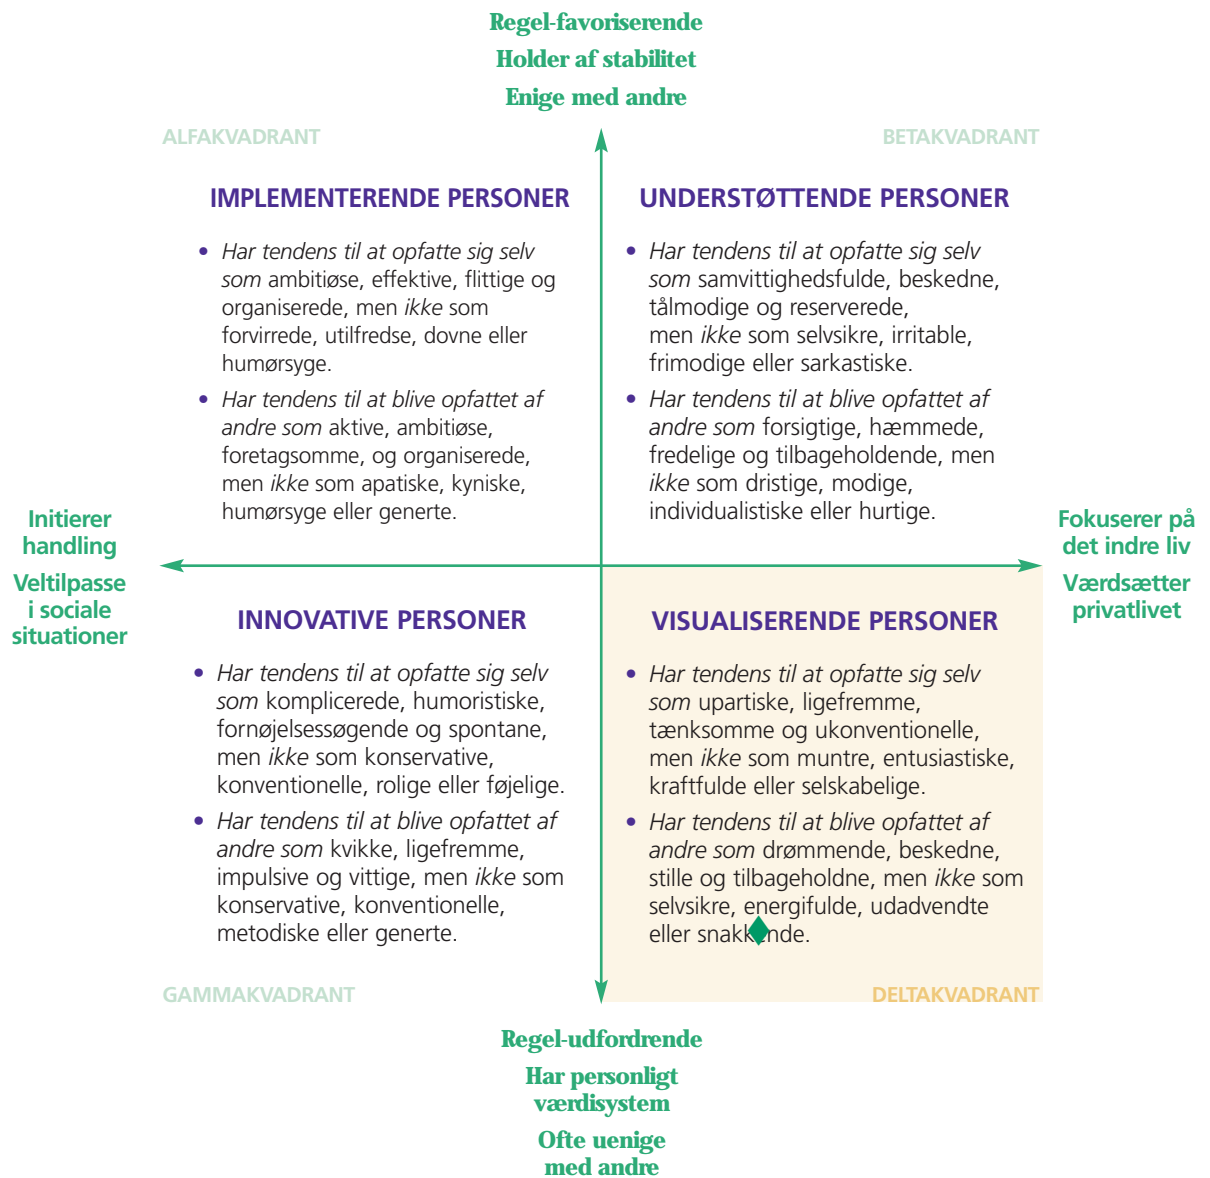 Regel-favoriserende
Holder af stabilitet
Enige med andre
ALFAKVADRANT
BETAKVADRANT
IMPLEMENTERENDE PERSONER
• Har tendens til at opfatte sig selv
som ambitiøse, effektive, flittige og
organiserede, men ikke som
forvirrede, utilfredse, dovne eller
humørsyge.
• Har tendens til at blive opfattet af
andre som aktive, ambitiøse,
foretagsomme, og organiserede,
men ikke som apatiske, kyniske,
humørsyge eller generte.
UNDERSTØTTENDE PERSONER
• Har tendens til at opfatte sig selv
som samvittighedsfulde, beskedne,
tålmodige og reserverede,
men ikke som selvsikre, irritable,
frimodige eller sarkastiske.
• Har tendens til at blive opfattet af
andre som forsigtige, hæmmede,
fredelige og tilbageholdende, men
ikke som dristige, modige,
individualistiske eller hurtige.
Initierer
handling
Veltilpasse
i sociale
situationer
Fokuserer på
det indre liv
Værdsætter
privatlivet
INNOVATIVE PERSONER
• Har tendens til at opfatte sig selv
som komplicerede, humoristiske,
fornøjelsessøgende og spontane,
men ikke som konservative,
konventionelle, rolige eller føjelige.
• Har tendens til at blive opfattet af
andre som kvikke, ligefremme,
impulsive og vittige, men ikke som
konservative, konventionelle,
metodiske eller generte.
VISUALISERENDE PERSONER
• Har tendens til at opfatte sig selv
som upartiske, ligefremme,
tænksomme og ukonventionelle,
men ikke som muntre, entusiastiske,
kraftfulde eller selskabelige.
• Har tendens til at blive opfattet af
andre som drømmende, beskedne,
stille og tilbageholdne, men ikke som
selvsikre, energifulde, udadvendte
eller snakkende.
GAMMAKVADRANT
DELTAKVADRANT
Regel-udfordrende
Har personligt
værdisystem
Ofte uenige
med andre